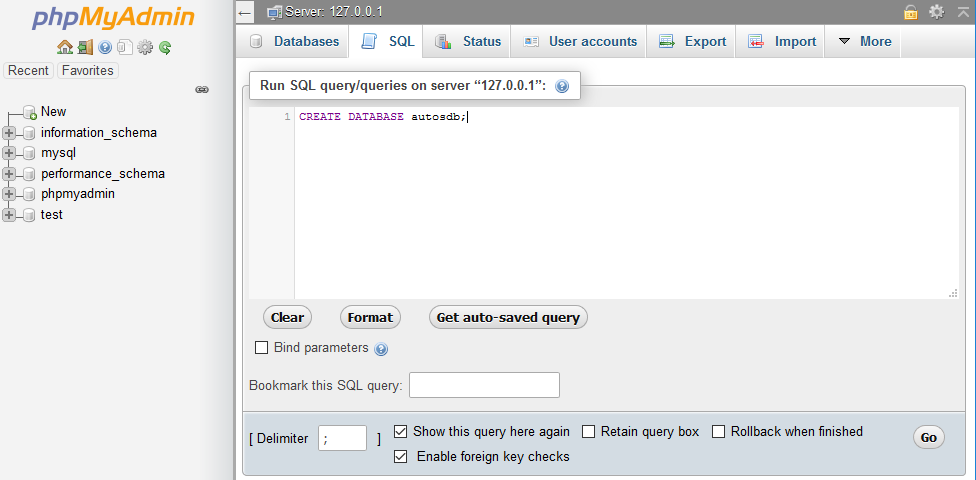 phpMyAdmin
Recent Favorites
New
information_schema
mysql
performance_schema
phpmyadmin
test
Server: 127.0.0.1
Databases SQL Status User accounts Export Import More
Run SQL query/queries on server “127.0.0.1”:
1 CREATE DATABASE autosdb;
Clear Format Get auto-saved query
Bind parameters
Bookmark this SQL query:
[ Delimiter ; ] Show this query here again Retain query box Rollback when finished Go
Enable foreign key checks